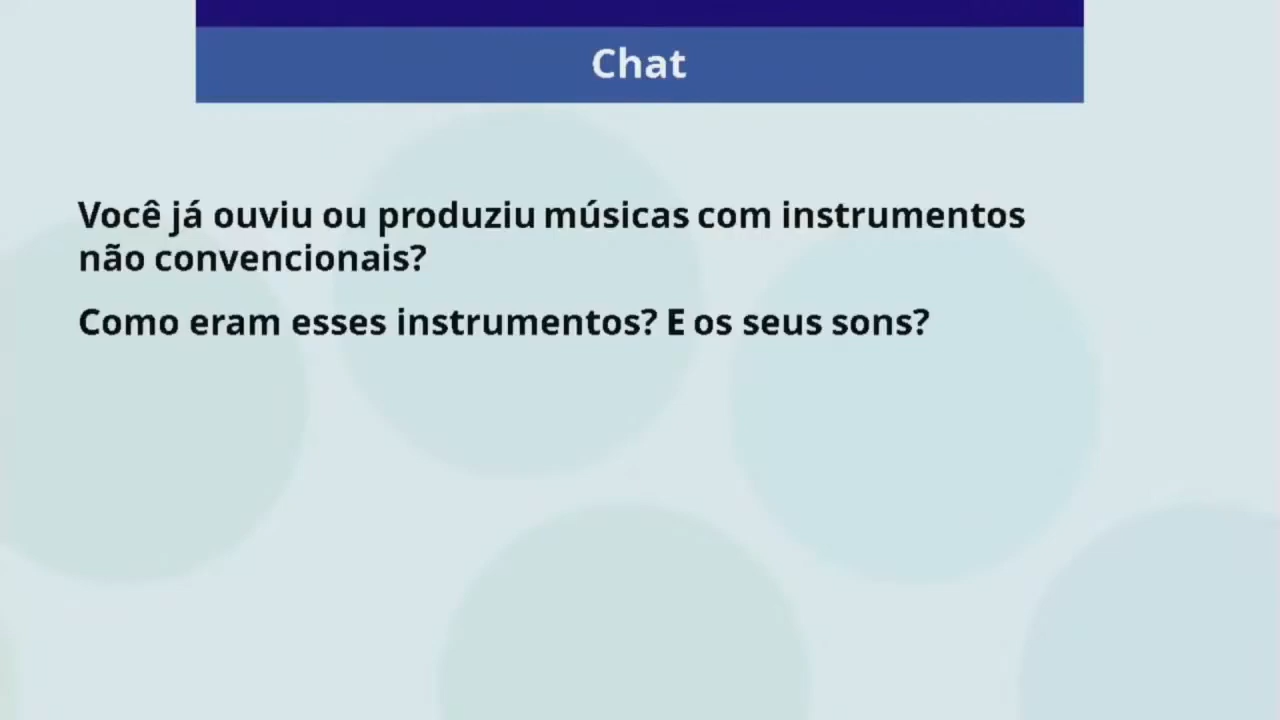 Chat
Você já ouviu ou produziu músicas com instrumentos
não convencionais?
Como eram esses instrumentos? E os seus sons?